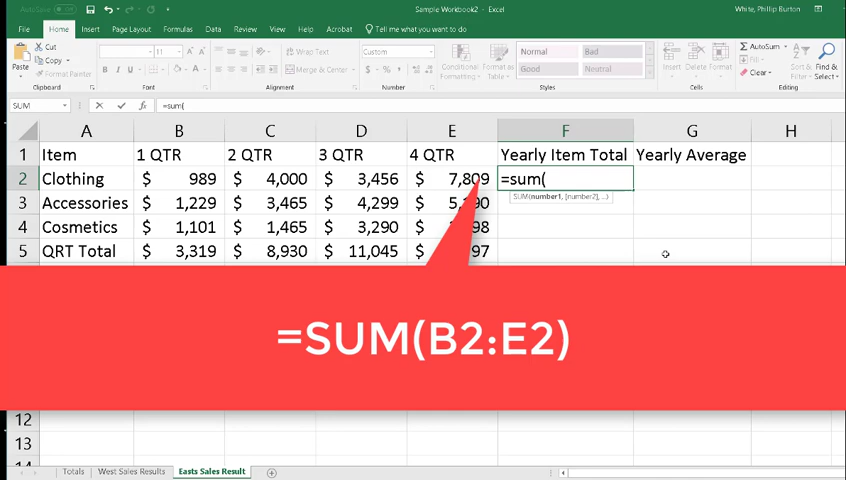 AutoSave Off
Sample Workbook2 - Excel
White, Phillip Burton
File Home Insert Page Layout Formulas Data Review View Help Acrobat Tell me what you want to do
Cut
Copy
Format Painter
Paste
Clipboard
11
Font
Wrap Text
Merge & Center
Alignment
Custom
$ % ,
Number
Conditional
Formatting
Format as
Table
Normal Bad
Good Neutral
Styles
Insert Delete Format
Cells
AutoSum
Fill
Clear
Sort &
Find &
Select
SUM
fx
=sum(
A B C D E F G H
1 Item 1 QTR 2 QTR 3 QTR 4 QTR Yearly Item Total Yearly Average
2 Clothing $ 989 $ 4,000 $ 3,456 $ 7,809 =sum(
3 Accessories $ 1,229 $ 3,465 $ 4,299 $
SUM(number1, [number2], ...)
4 Cosmetics $ 1,101 $ 1,465 $ 3,290 $
5 QRT Total $ 3,319 $ 8,930 $ 11,045 $
=SUM(B2:E2)
12
13
Totals West Sales Results Easts Sales Result